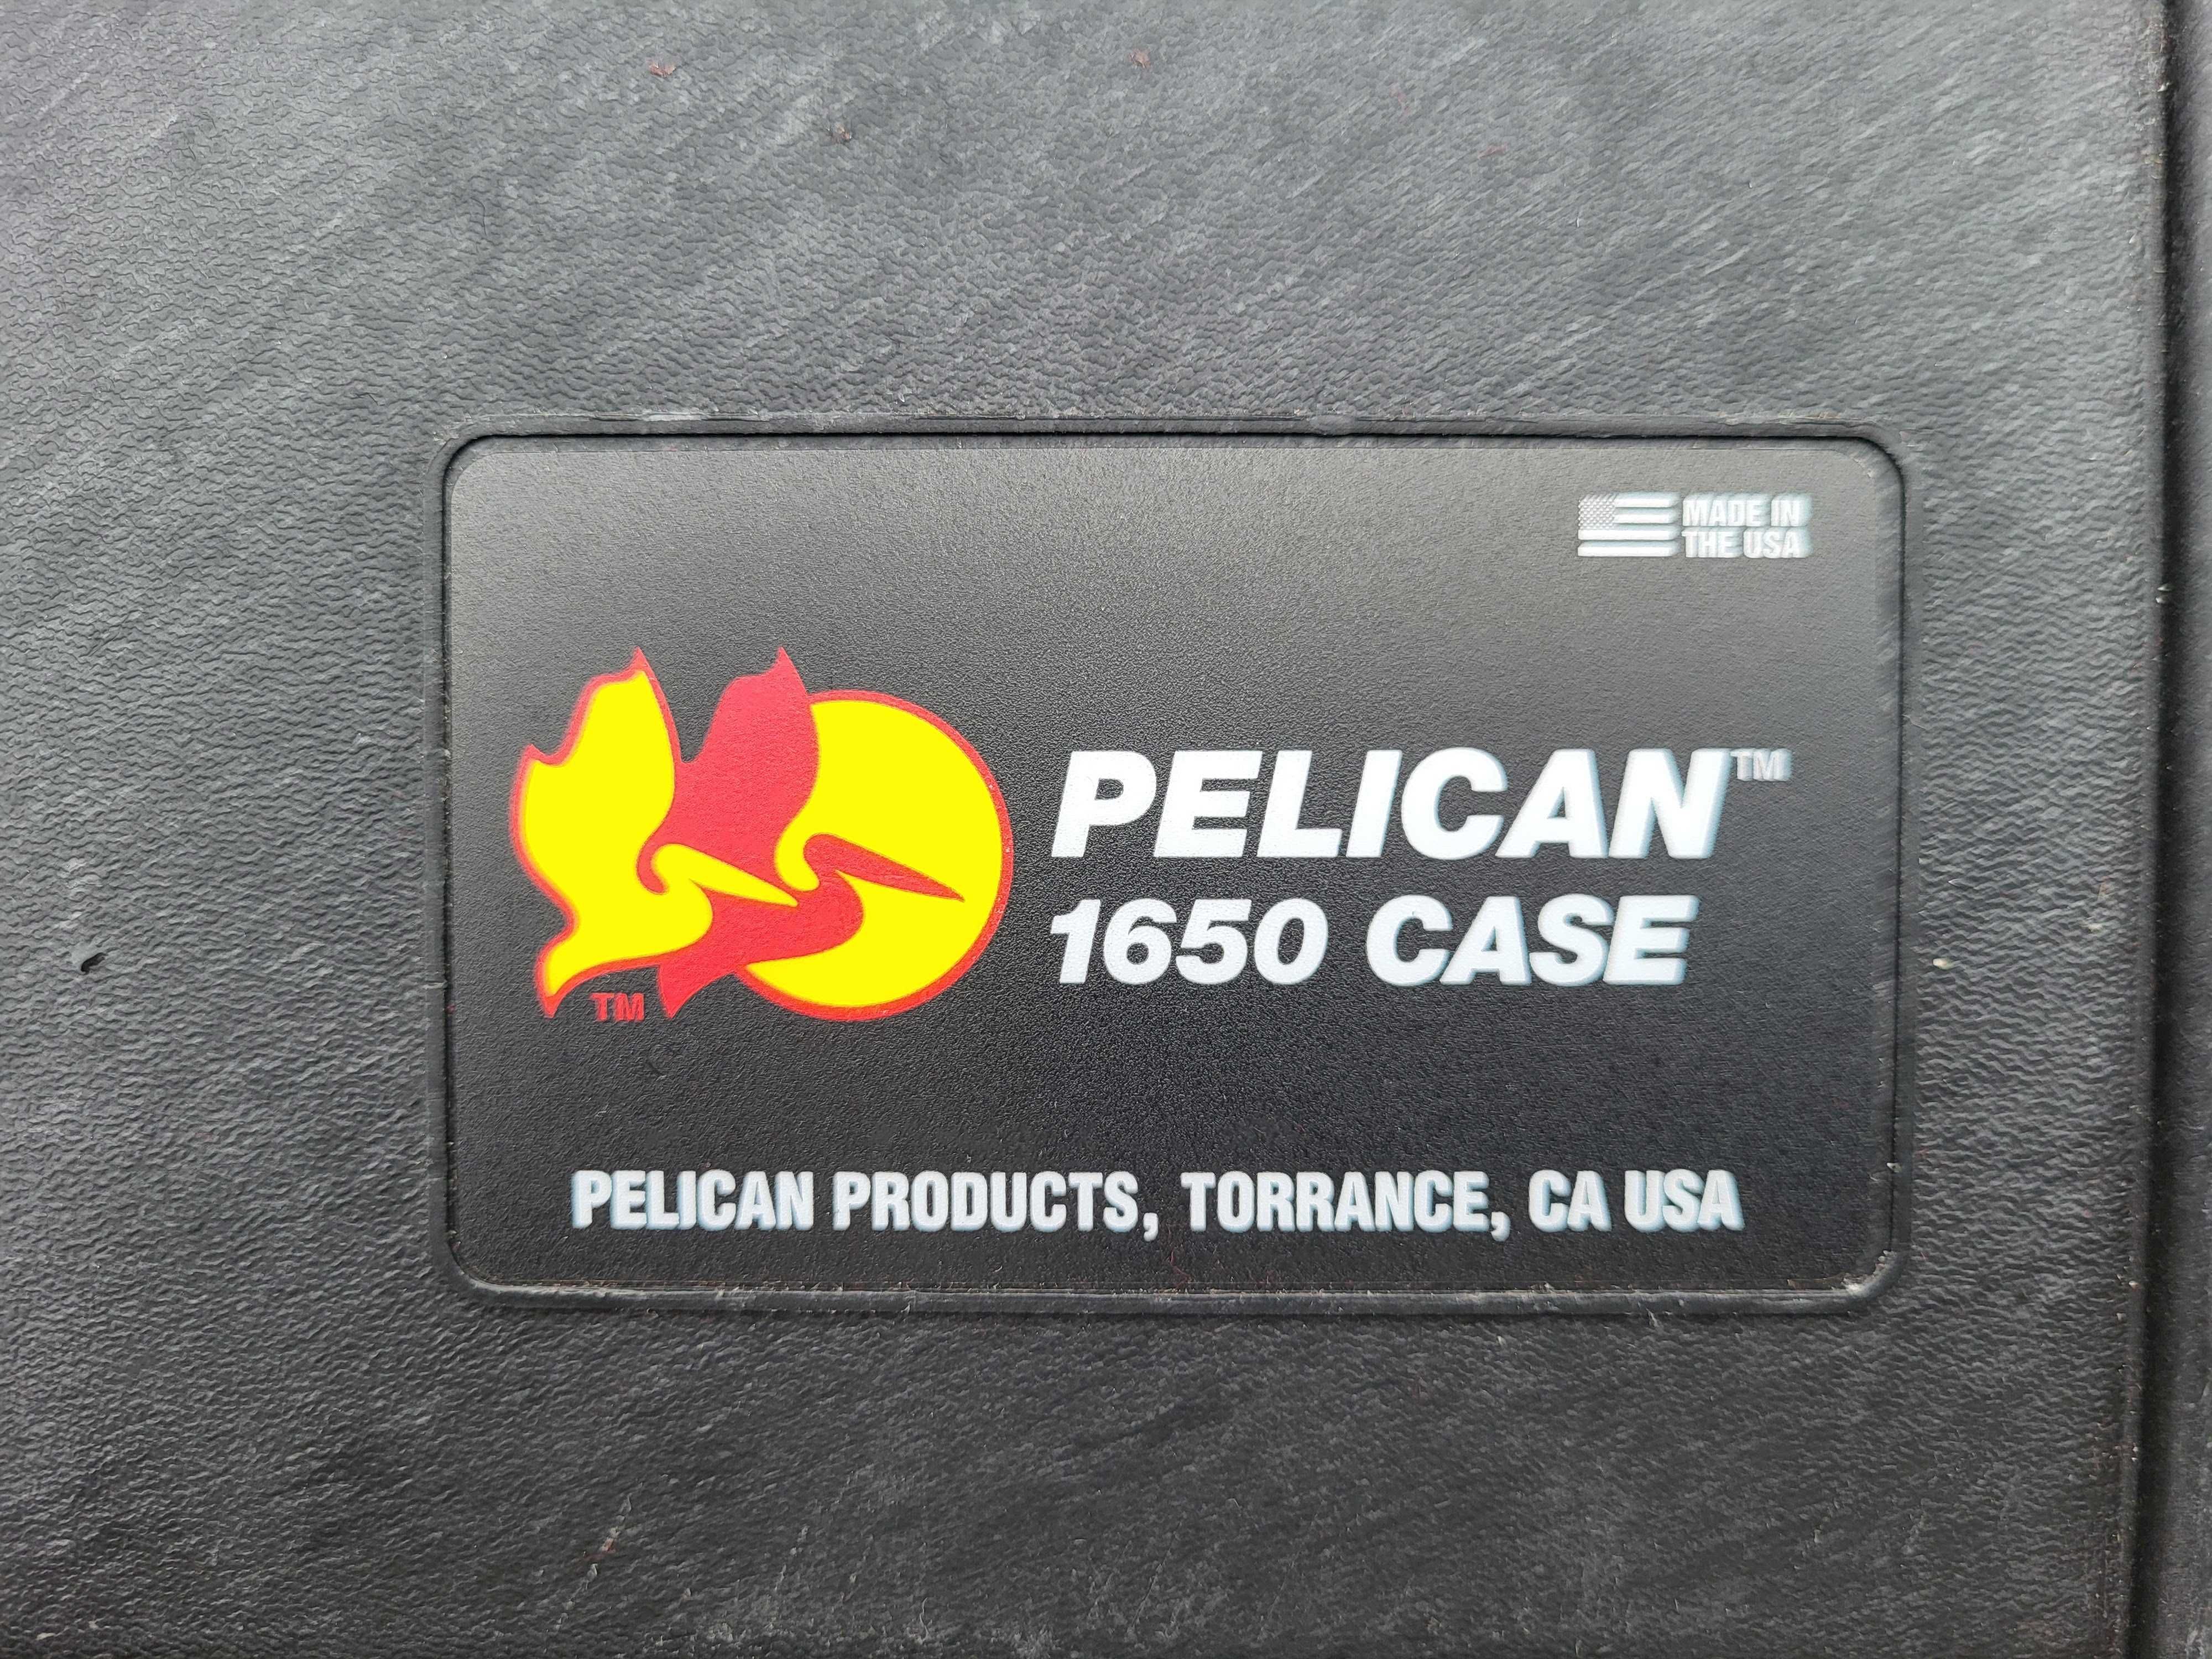 MADE IN
THE USA
PELICAN™
1650 CASE
TM
PELICAN PRODUCTS, TORRANCE, CA USA